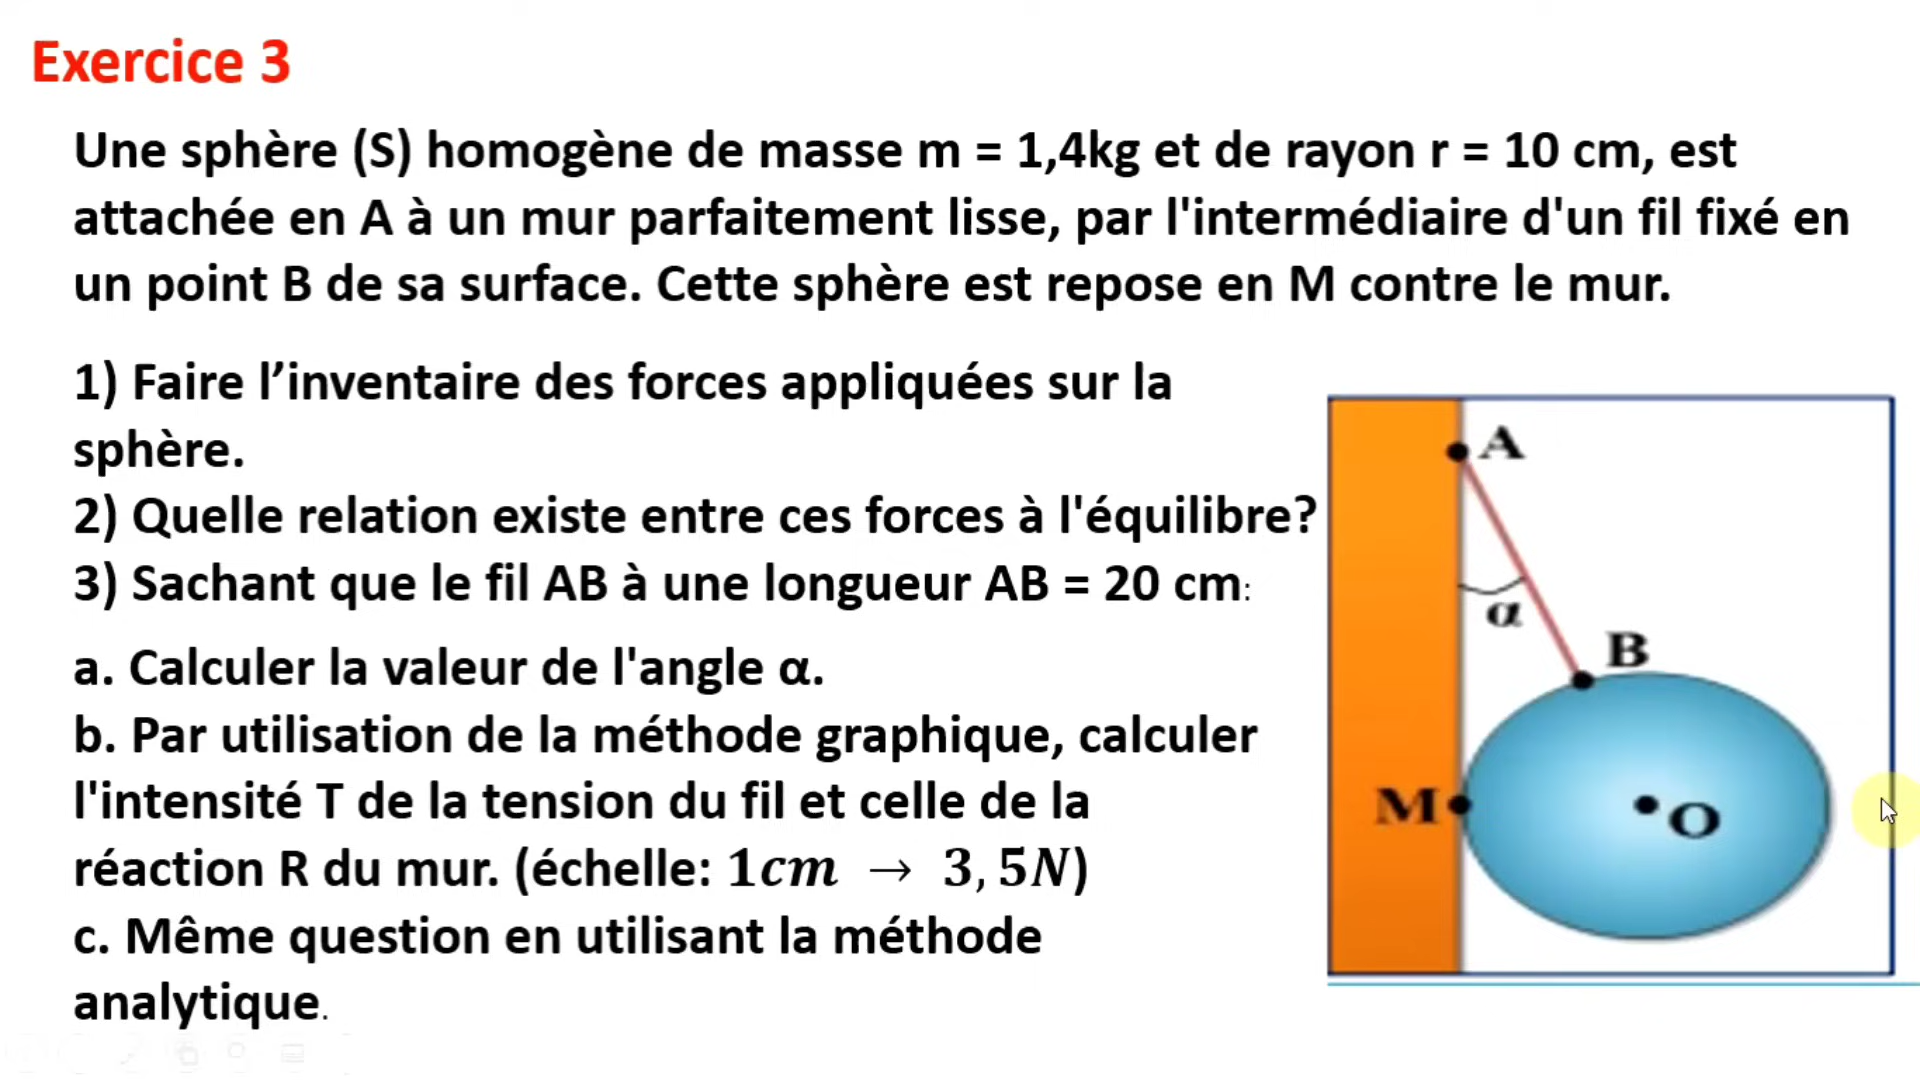 Exercice 3
Une sphère (S) homogène de masse m = 1,4kg et de rayon r = 10 cm, est
attachée en A à un mur parfaitement lisse, par l'intermédiaire d'un fil fixé en
un point B de sa surface. Cette sphère est repose en M contre le mur.
1) Faire l’inventaire des forces appliquées sur la
sphère.
2) Quelle relation existe entre ces forces à l'équilibre?
3) Sachant que le fil AB à une longueur AB = 20 cm:
a. Calculer la valeur de l'angle α.
b. Par utilisation de la méthode graphique, calculer
l'intensité T de la tension du fil et celle de la
réaction R du mur. (échelle: 1cm → 3,5N)
c. Même question en utilisant la méthode
analytique.
A
α
B
M
O